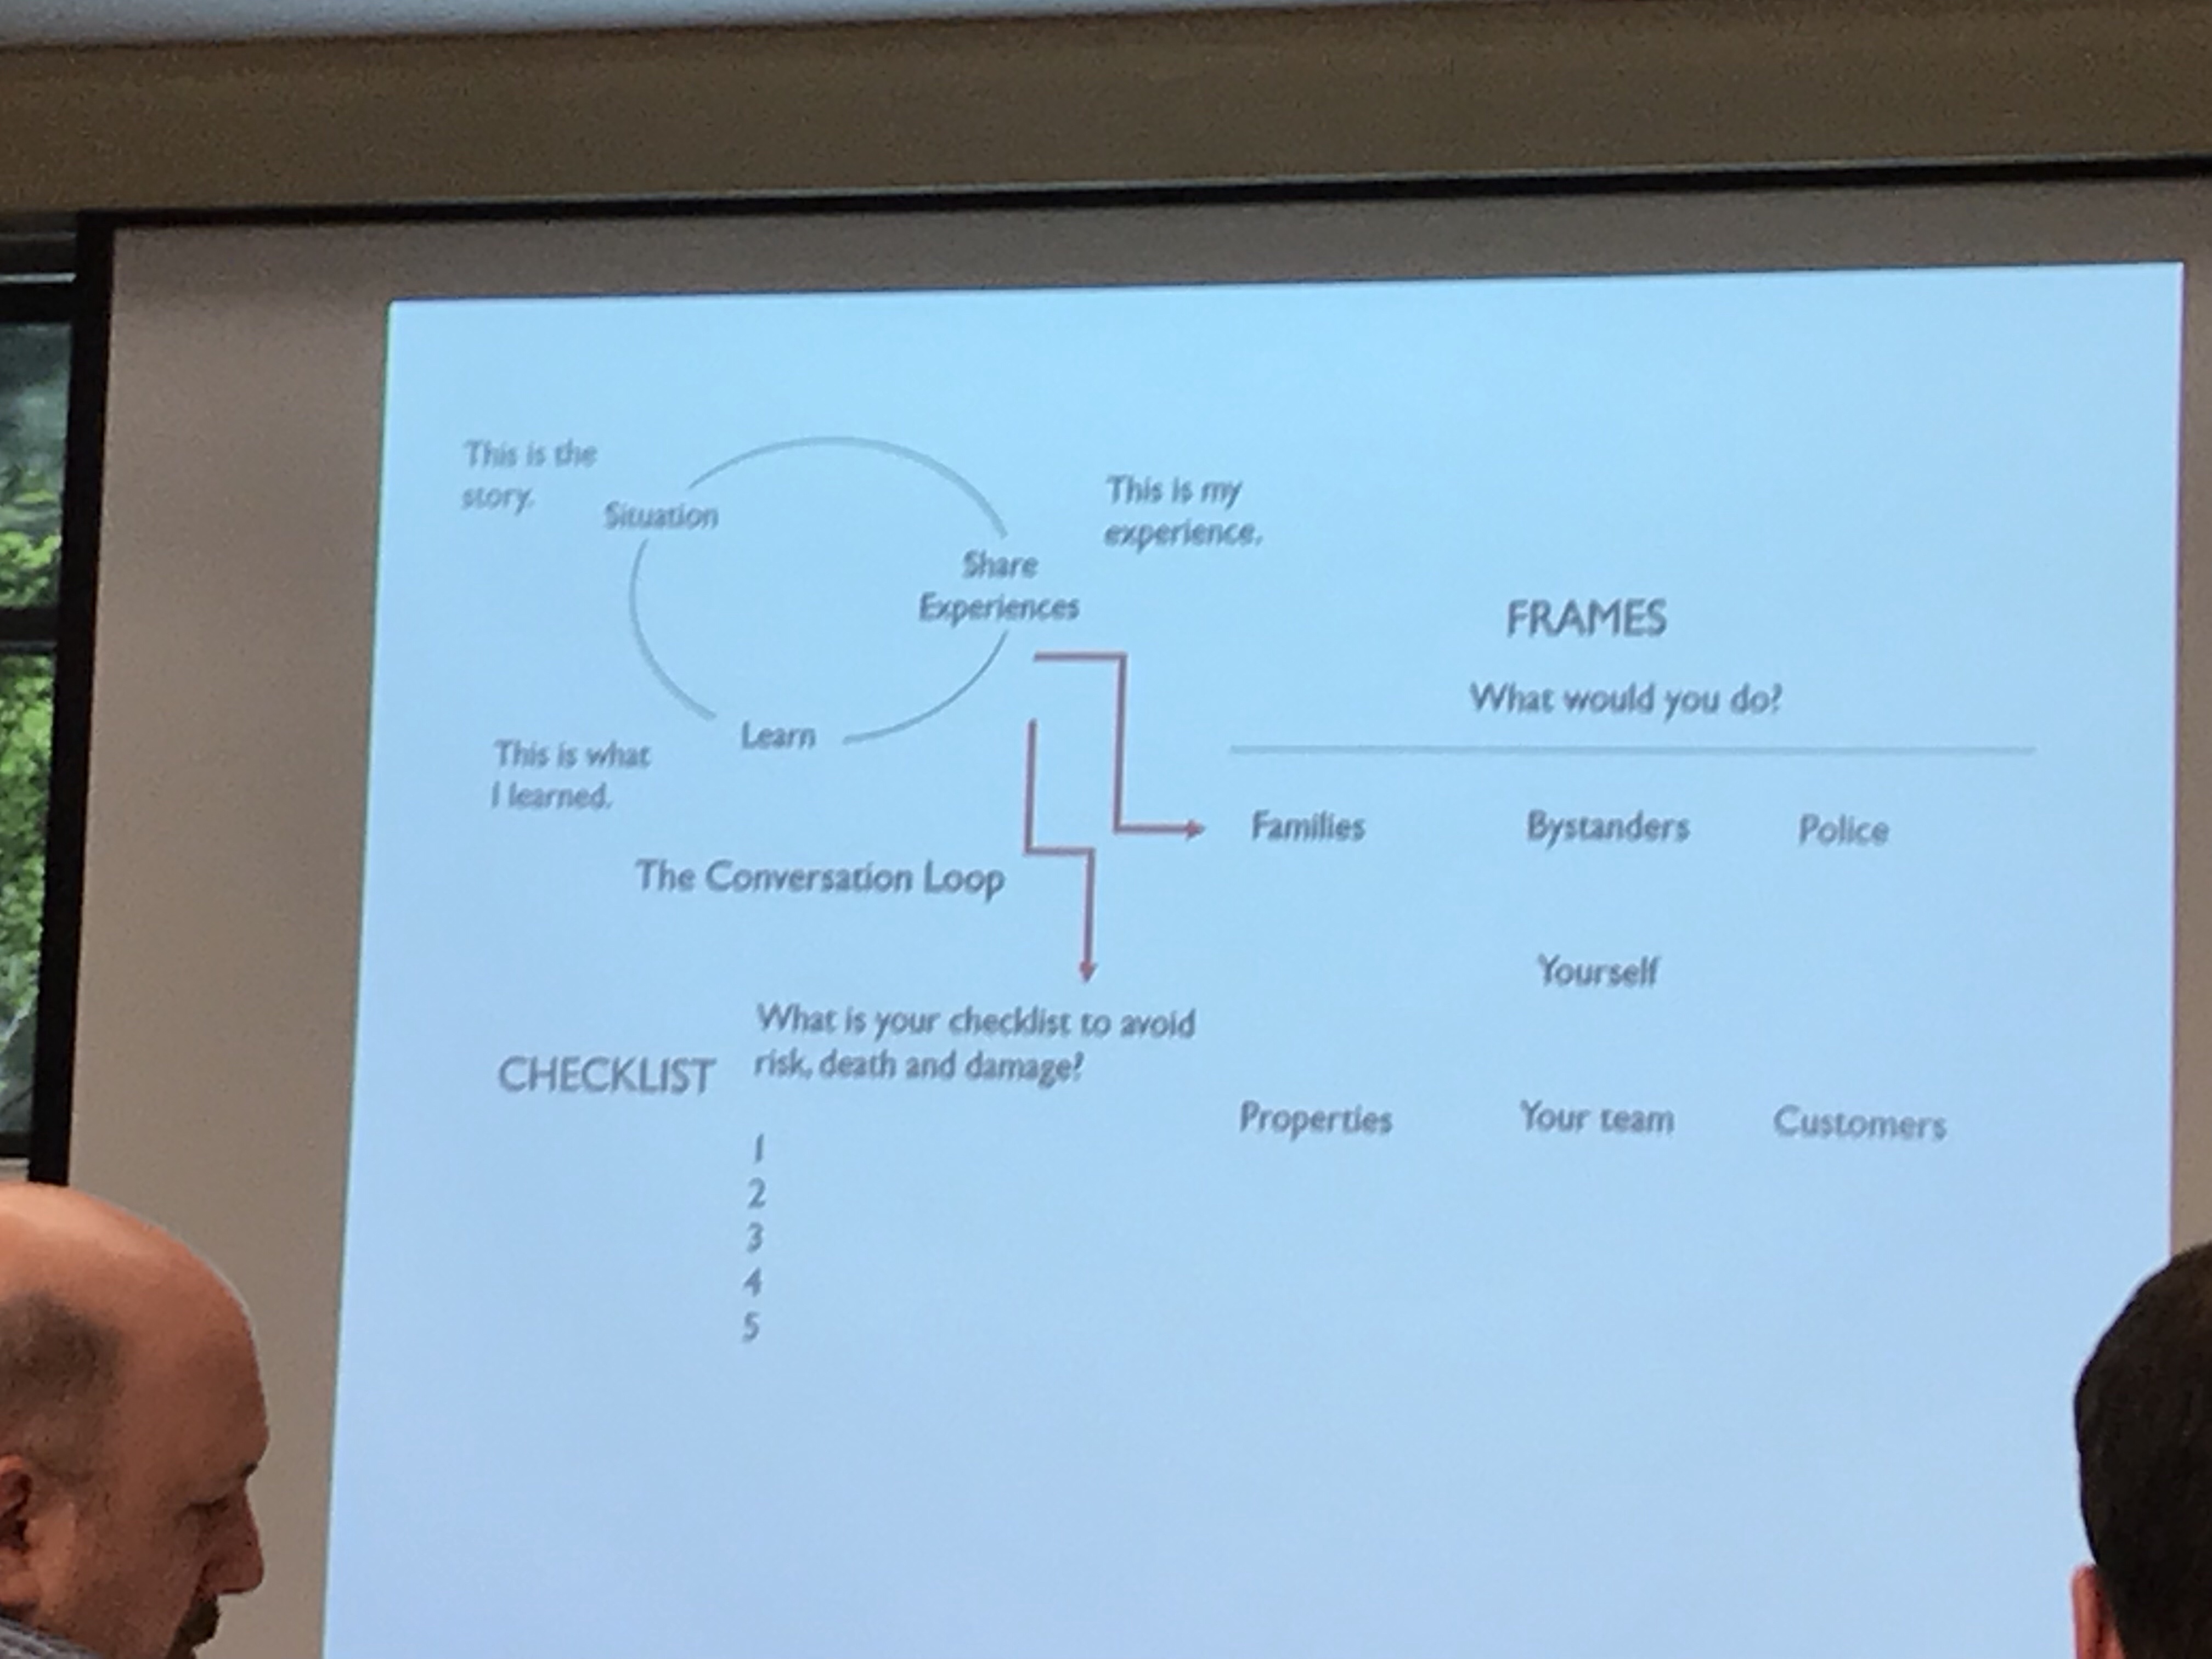 This is the
story.
Situation
This is my
experience.
Share
Experiences
Learn
This is what
I learned.
The Conversation Loop
FRAMES
What would you do?
Families Bystanders Police
Yourself
Properties Your team Customers
CHECKLIST
What is your checklist to avoid
risk, death and damage?
1
2
3
4
5